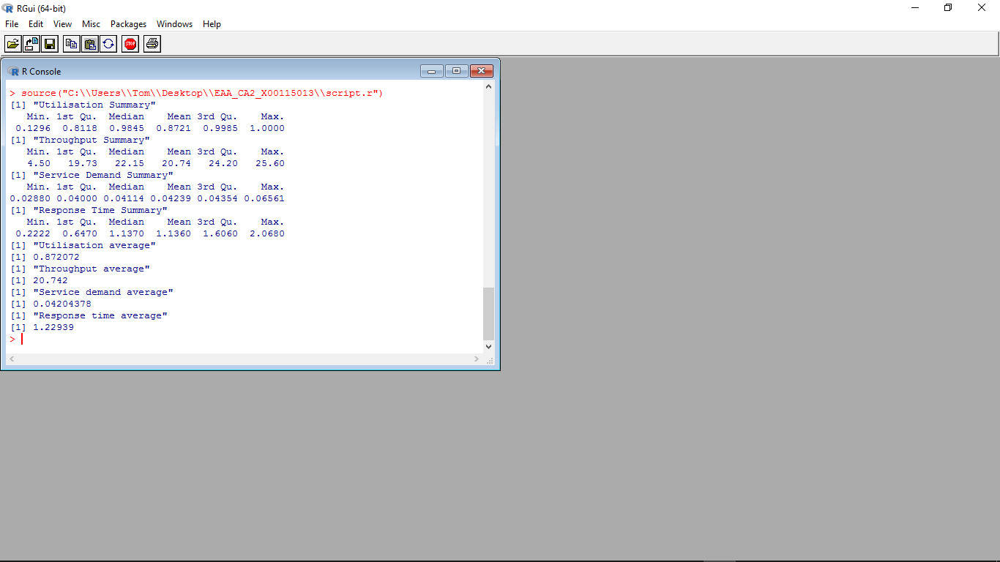 RGui (64-bit)
File Edit View Misc Packages Windows Help
STOP
R Console
> source("C:\\Users\\Tom\\Desktop\\EAA_CA2_X00115013\\script.r")
[1] "Utilisation Summary"
   Min. 1st Qu.  Median    Mean 3rd Qu.    Max.
 0.1296  0.8118  0.9845  0.8721  0.9985  1.0000
[1] "Throughput Summary"
   Min. 1st Qu.  Median    Mean 3rd Qu.    Max.
   4.50   19.73   22.15   20.74   24.20   25.60
[1] "Service Demand Summary"
   Min. 1st Qu.  Median    Mean 3rd Qu.    Max.
0.02880 0.04000 0.04114 0.04239 0.04354 0.06561
[1] "Response Time Summary"
   Min. 1st Qu.  Median    Mean 3rd Qu.    Max.
 0.2222  0.6470  1.1370  1.1360  1.6060  2.0680
[1] "Utilisation average"
[1] 0.872072
[1] "Throughput average"
[1] 20.742
[1] "Service demand average"
[1] 0.04204378
[1] "Response time average"
[1] 1.22939
>